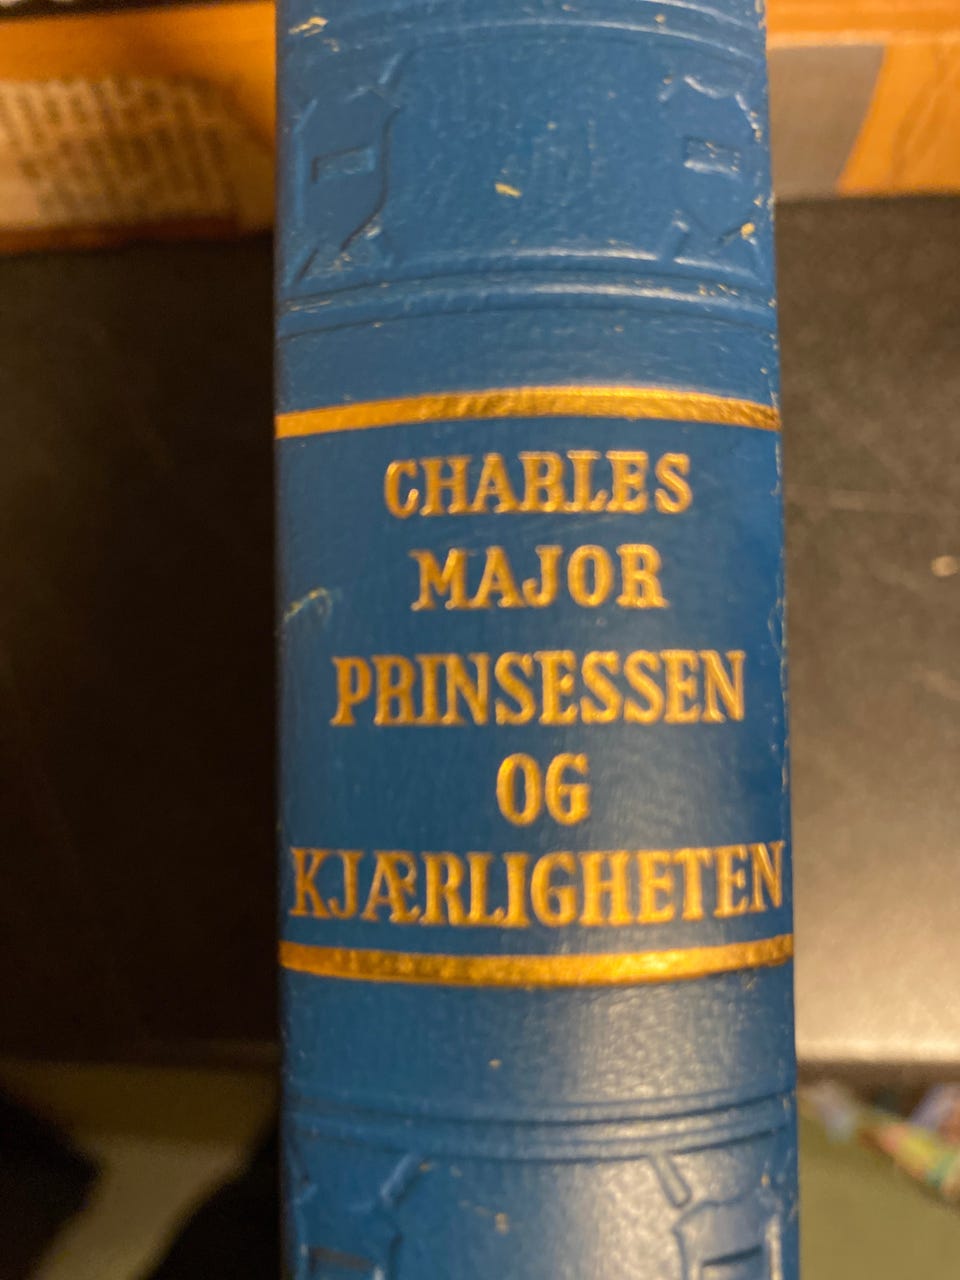 CHARLES
MAJOR
PRINSESSEN
OG
KJÆRLIGHETEN